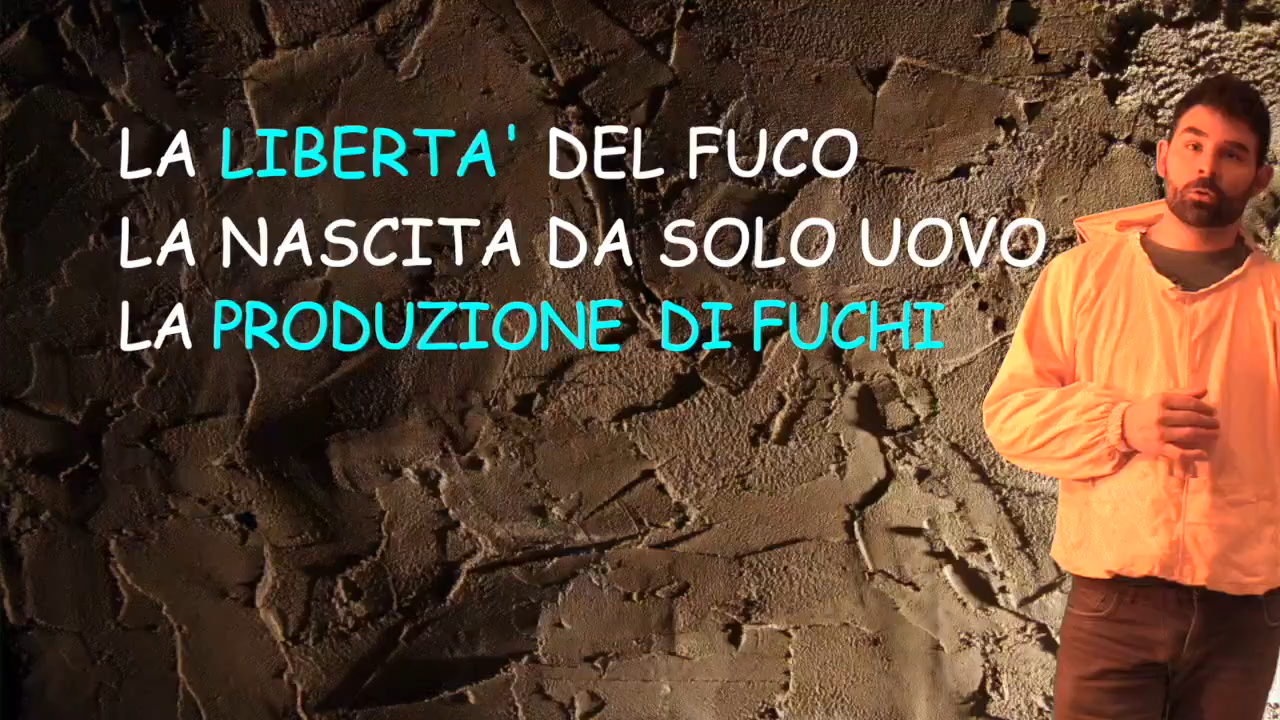 LA LIBERTA' DEL FUCO
LA NASCITA DA SOLO UOVO
LA PRODUZIONE DI FUCHI